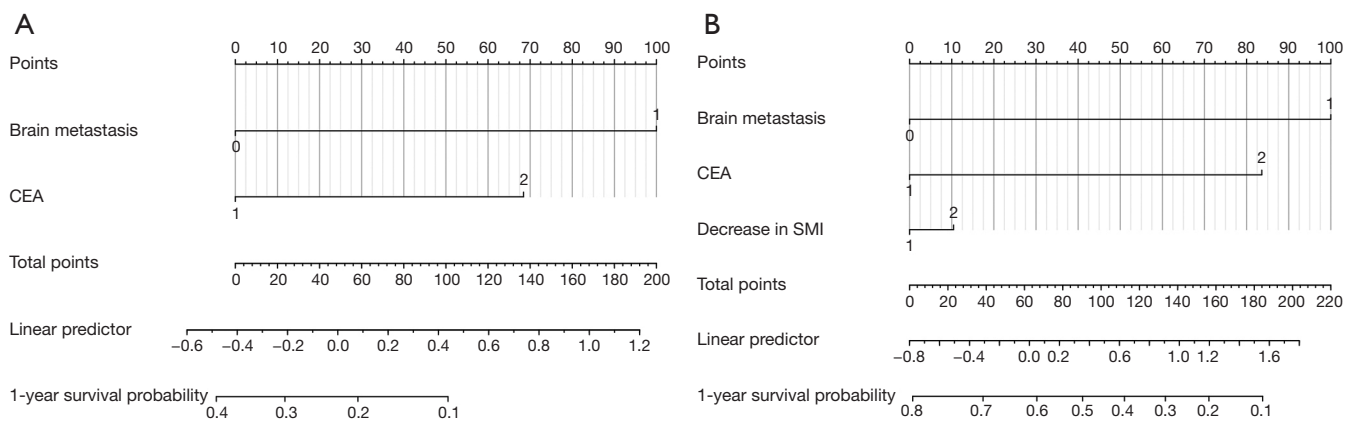 A
Points
0 10 20 30 40 50 60 70 80 90 100
Brain metastasis
1
0
CEA
2
1
Total points
0 20 40 60 80 100 120 140 160 180 200
Linear predictor
−0.6 −0.4 −0.2 0.0 0.2 0.4 0.6 0.8 1.0 1.2
1-year survival probability
0.4 0.3 0.2 0.1
B
Points
0 10 20 30 40 50 60 70 80 90 100
Brain metastasis
1
0
CEA
2
1
Decrease in SMI
2
1
Total points
0 20 40 60 80 100 120 140 160 180 200 220
Linear predictor
−0.8 −0.4 0.0 0.2 0.6 1.0 1.2 1.6
1-year survival probability
0.8 0.7 0.6 0.5 0.4 0.3 0.2 0.1